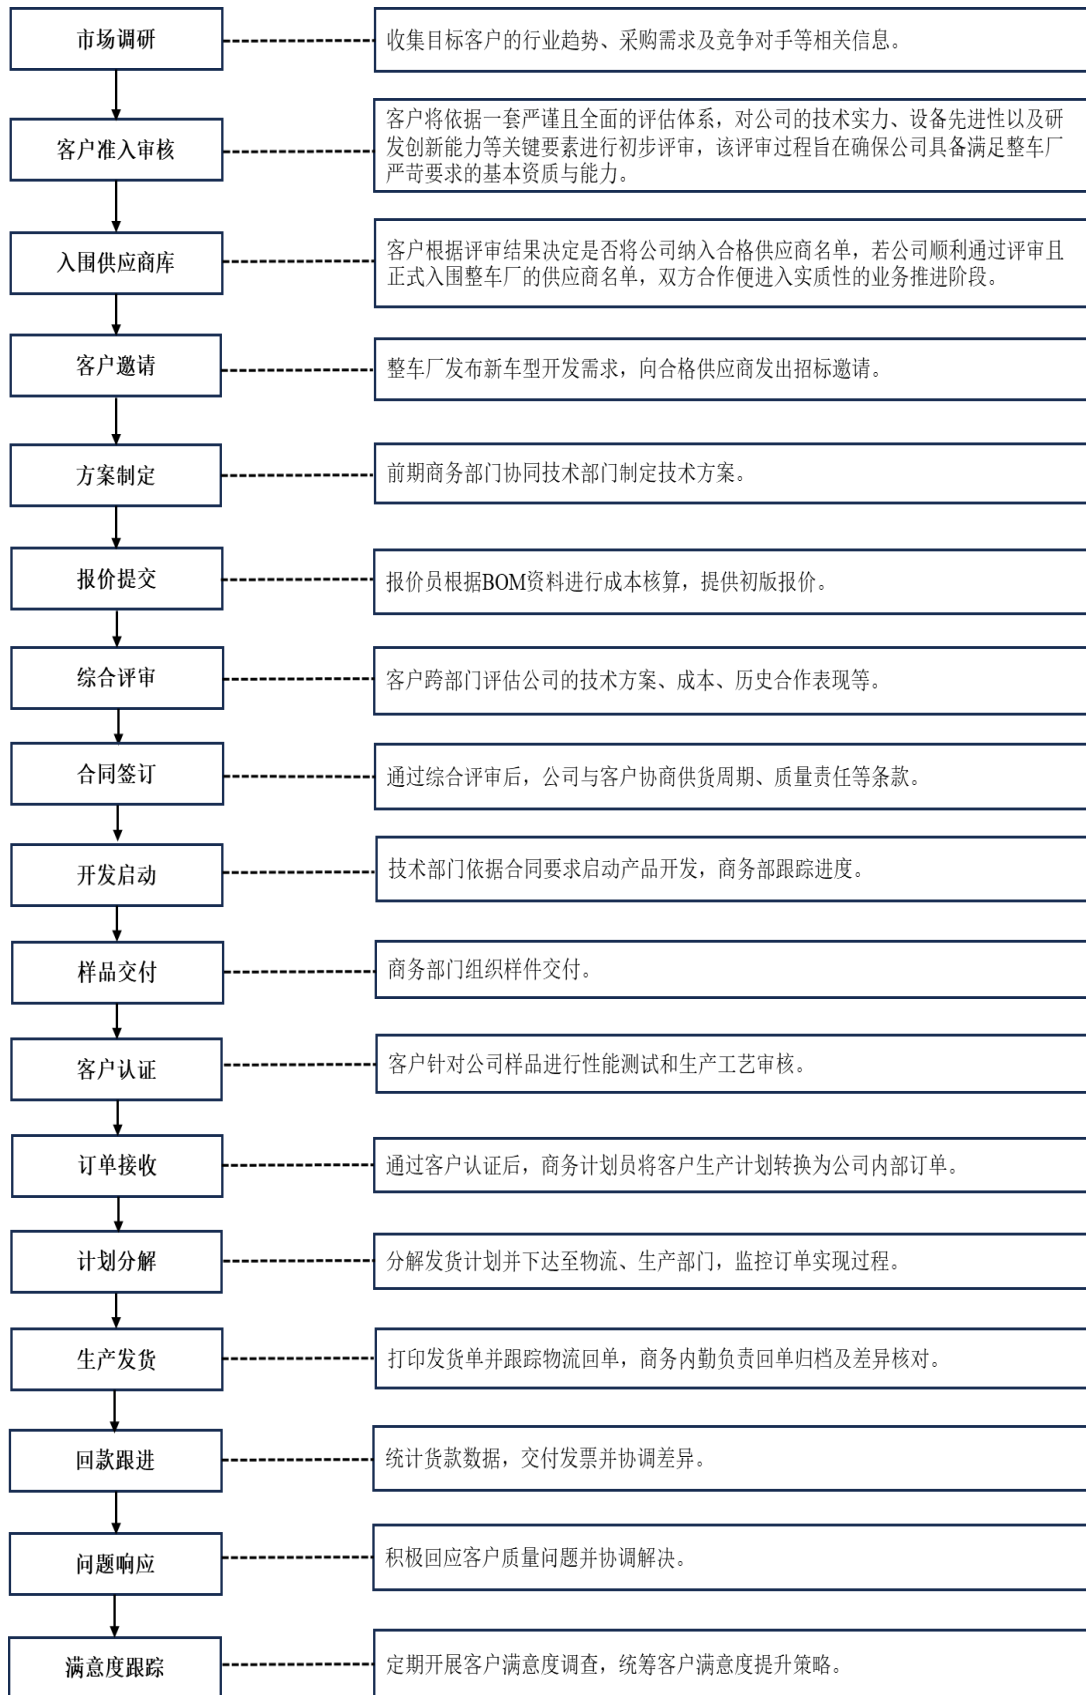 市场调研
收集目标客户的行业趋势、采购需求及竞争对手等相关信息。
客户准入审核
客户将依据一套严谨且全面的评估体系，对公司的技术实力、设备先进性以及研
发创新能力等关键要素进行初步评审，该评审过程旨在确保公司具备满足整车厂
严苛要求的基本资质与能力。
入围供应商库
客户根据评审结果决定是否将公司纳入合格供应商名单，若公司顺利通过评审且
正式入围整车厂的供应商名单，双方合作便进入实质性的业务推进阶段。
客户邀请
整车厂发布新车型开发需求，向合格供应商发出招标邀请。
方案制定
前期商务部门协同技术部门制定技术方案。
报价提交
报价员根据BOM资料进行成本核算，提供初版报价。
综合评审
客户跨部门评估公司的技术方案、成本、历史合作表现等。
合同签订
通过综合评审后，公司与客户协商供货周期、质量责任等条款。
开发启动
技术部门依据合同要求启动产品开发，商务部跟踪进度。
样品交付
商务部门组织样件交付。
客户认证
客户针对公司样品进行性能测试和生产工艺审核。
订单接收
通过客户认证后，商务计划员将客户生产计划转换为公司内部订单。
计划分解
分解发货计划并下达至物流、生产部门，监控订单实现过程。
生产发货
打印发货单并跟踪物流回单，商务内勤负责回单归档及差异核对。
回款跟进
统计货款数据，交付发票并协调差异。
问题响应
积极回应客户质量问题并协调解决。
满意度跟踪
定期开展客户满意度调查，统筹客户满意度提升策略。